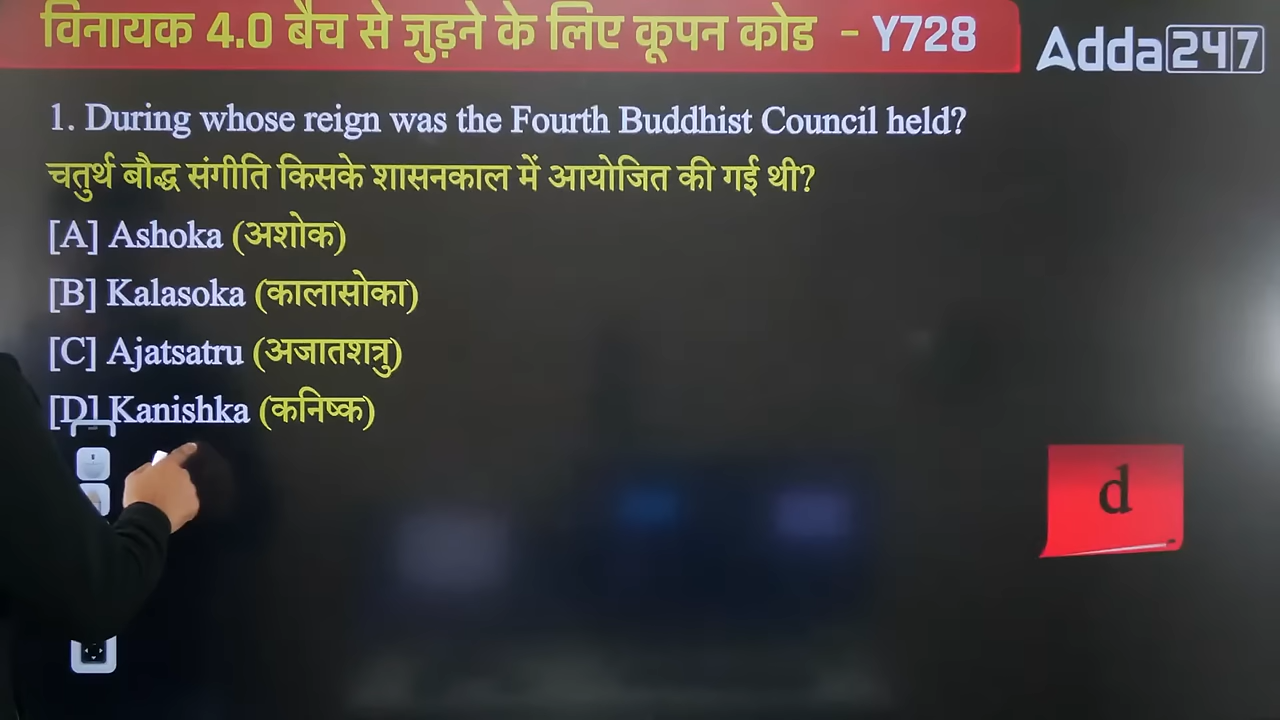 विनायक 4.0 बैच से जुड़ने के लिए कूपन कोड - Y728
Adda247
1. During whose reign was the Fourth Buddhist Council held?
चतुर्थ बौद्ध संगीति किसके शासनकाल में आयोजित की गई थी?
[A] Ashoka (अशोक)
[B] Kalasoka (कालासोका)
[C] Ajatsatru (अजातशत्रु)
[D] Kanishka (कनिष्क)
d